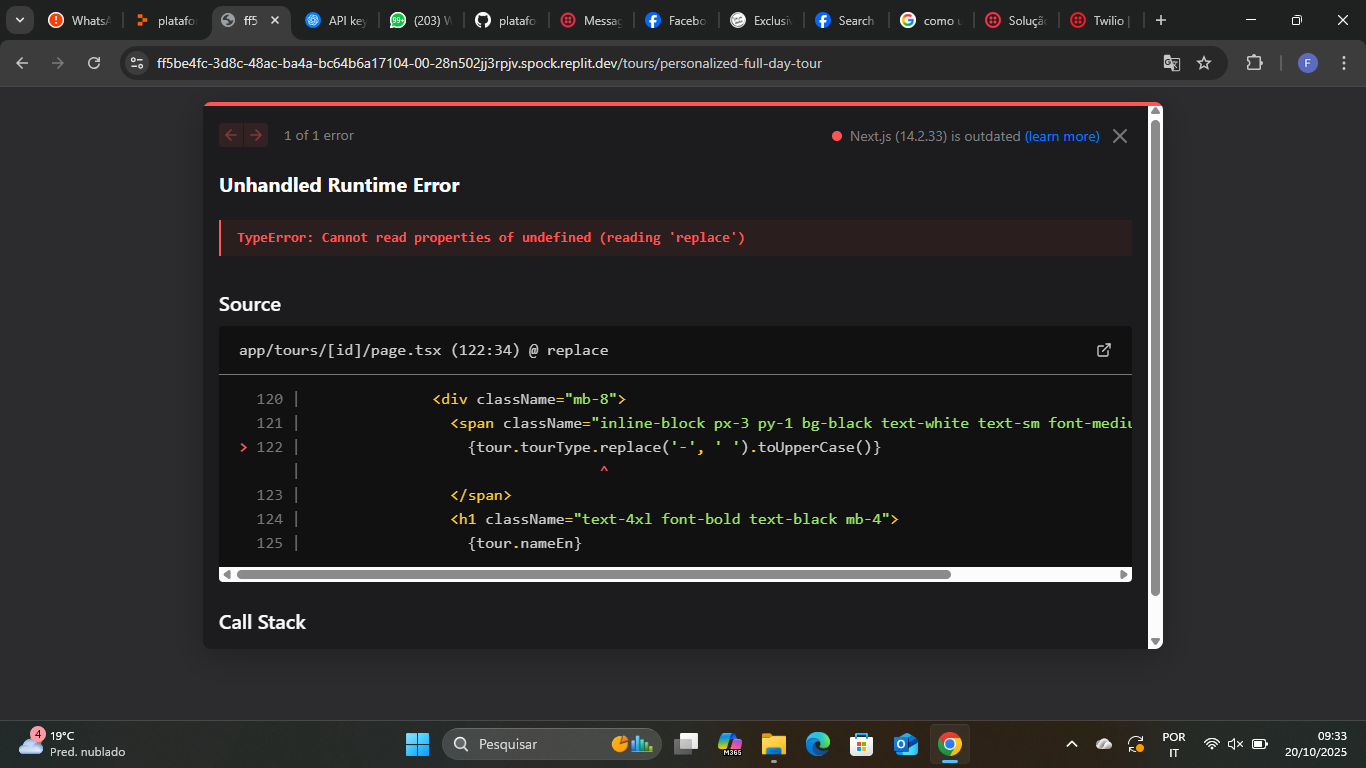 WhatsA
platafo
ff5
API key
(203) W
platafo
Messag
Facebo
Exclusiv
Search
como u
Soluçã
Twilio |
ff5be4fc-3d8c-48ac-ba4a-bc64b6a17104-00-28n502jj3rpjv.spock.replit.dev/tours/personalized-full-day-tour
F
1 of 1 error
Next.js (14.2.33) is outdated (learn more)
Unhandled Runtime Error
TypeError: Cannot read properties of undefined (reading 'replace')
Source
app/tours/[id]/page.tsx (122:34) @ replace
120 | <div className="mb-8">
121 | <span className="inline-block px-3 py-1 bg-black text-white text-sm font-mediu
> 122 | {tour.tourType.replace('-', ' ').toUpperCase()}
| ^
123 | </span>
124 | <h1 className="text-4xl font-bold text-black mb-4">
125 | {tour.nameEn}
Call Stack
4
19°C
Pred. nublado
Pesquisar
M365
POR
IT
09:33
20/10/2025